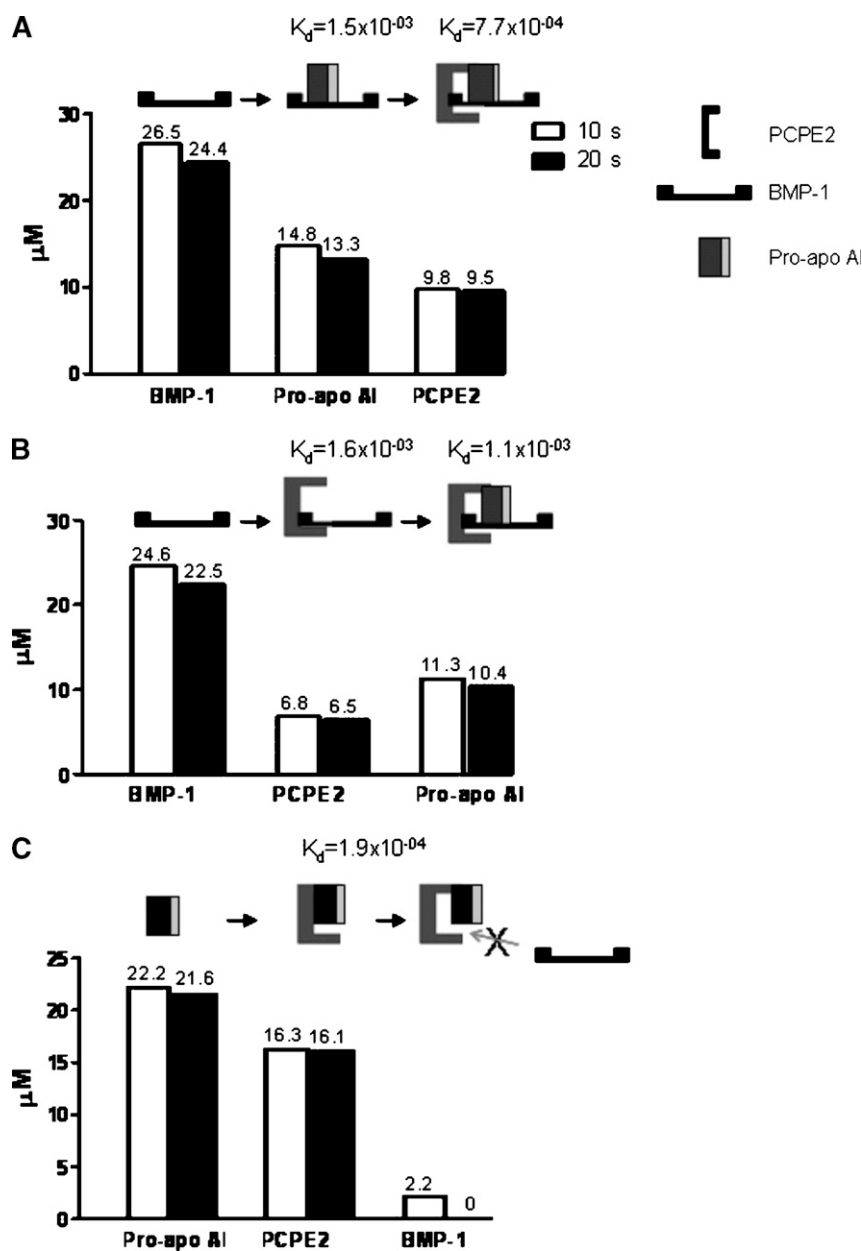 A
K_d=1.5x10^-03 K_d=7.7x10^-04
30
26.5
24.4
20
14.8
13.3
10
9.8 9.5
0
μM
BMP-1 Pro-apo AI PCPE2
10 s
20 s
PCPE2
BMP-1
Pro-apo AI
B
K_d=1.6x10^-03 K_d=1.1x10^-03
30
24.6
22.5
20
11.3
10.4
10
6.8 6.5
0
μM
BMP-1 PCPE2 Pro-apo AI
C
K_d=1.9x10^-04
X
25
22.2 21.6
20
16.3 16.1
15
10
5
2.2
0
0
μM
Pro-apo AI PCPE2 BMP-1